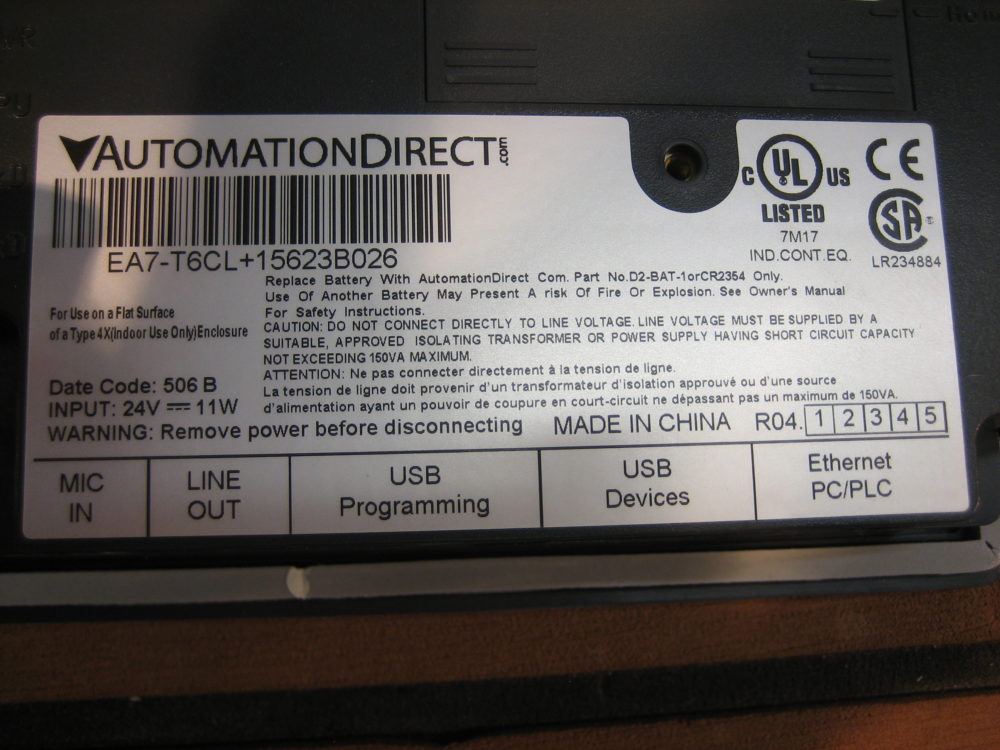 AUTOMATIONDIRECT.com
EA7-T6CL+15623B026
C UL US
LISTED
7M17
IND.CONT.EQ.
CE
SA
LR234884
Replace Battery With AutomationDirect Com. Part No.D2-BAT-1orCR2354 Only.
Use Of Another Battery May Present A risk Of Fire Or Explosion. See Owner's Manual
For Safety Instructions.
For Use on a Flat Surface
of a Type 4X(Indoor Use Only)Enclosure
CAUTION: DO NOT CONNECT DIRECTLY TO LINE VOLTAGE. LINE VOLTAGE MUST BE SUPPLIED BY A
SUITABLE, APPROVED ISOLATING TRANSFORMER OR POWER SUPPLY HAVING SHORT CIRCUIT CAPACITY
NOT EXCEEDING 150VA MAXIMUM.
ATTENTION: Ne pas connecter directement à la tension de ligne.
La tension de ligne doit provenir d'un transformateur d'isolation approuvé ou d'une source
d'alimentation ayant un pouvoir de coupure en court-circuit ne dépassant pas un maximum de 150VA.
Date Code: 506 B
INPUT: 24V ⎓ 11W
WARNING: Remove power before disconnecting
MADE IN CHINA
R04. 1 2 3 4 5
MIC
IN
LINE
OUT
USB
Programming
USB
Devices
Ethernet
PC/PLC